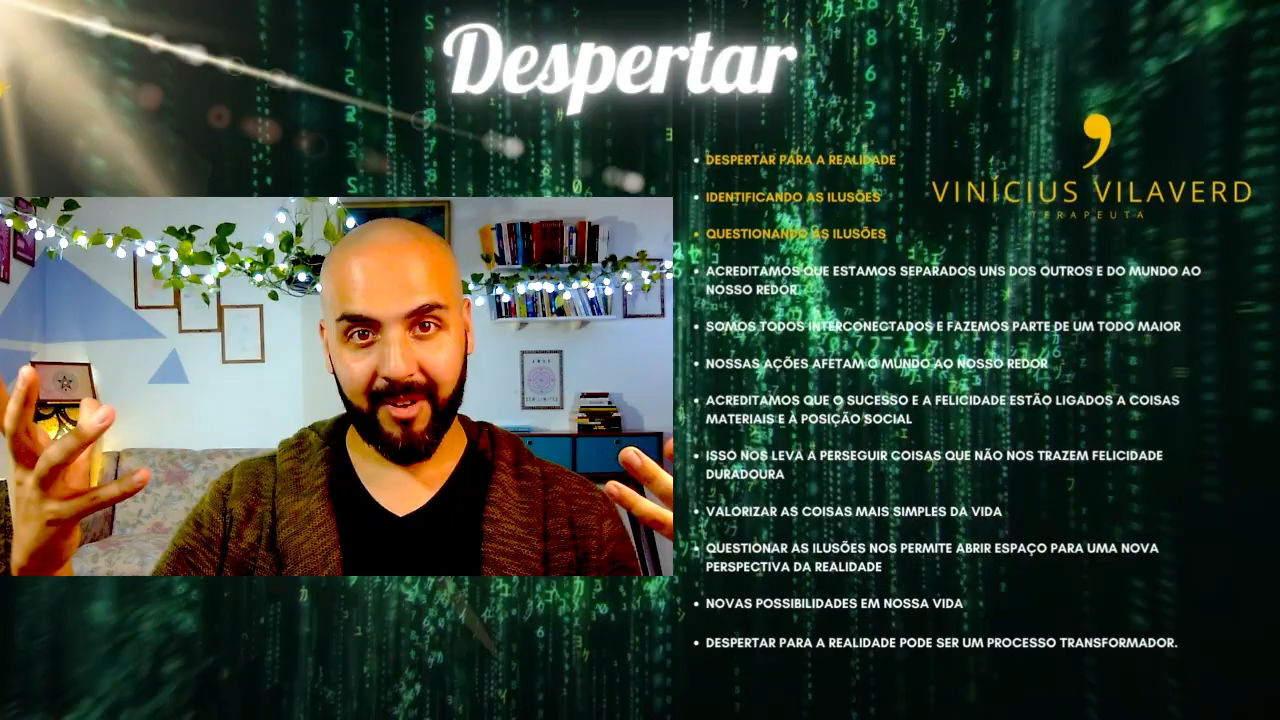 Despertar
• DESPERTAR PARA A REALIDADE
• IDENTIFICANDO AS ILUSÕES
• QUESTIONANDO AS ILUSÕES
VINÍCIUS VILAVERD
TERAPEUTA
• ACREDITAMOS QUE ESTAMOS SEPARADOS UNS DOS OUTROS E DO MUNDO AO
NOSSO REDOR
• SOMOS TODOS INTERCONECTADOS E FAZEMOS PARTE DE UM TODO MAIOR
• NOSSAS AÇÕES AFETAM O MUNDO AO NOSSO REDOR
• ACREDITAMOS QUE O SUCESSO E A FELICIDADE ESTÃO LIGADOS A COISAS
MATERIAIS E À POSIÇÃO SOCIAL
• ISSO NOS LEVA A PERSEGUIR COISAS QUE NÃO NOS TRAZEM FELICIDADE
DURADOURA
• VALORIZAR AS COISAS MAIS SIMPLES DA VIDA
• QUESTIONAR AS ILUSÕES NOS PERMITE ABRIR ESPAÇO PARA UMA NOVA
PERSPECTIVA DA REALIDADE
• NOVAS POSSIBILIDADES EM NOSSA VIDA
• DESPERTAR PARA A REALIDADE PODE SER UM PROCESSO TRANSFORMADOR.